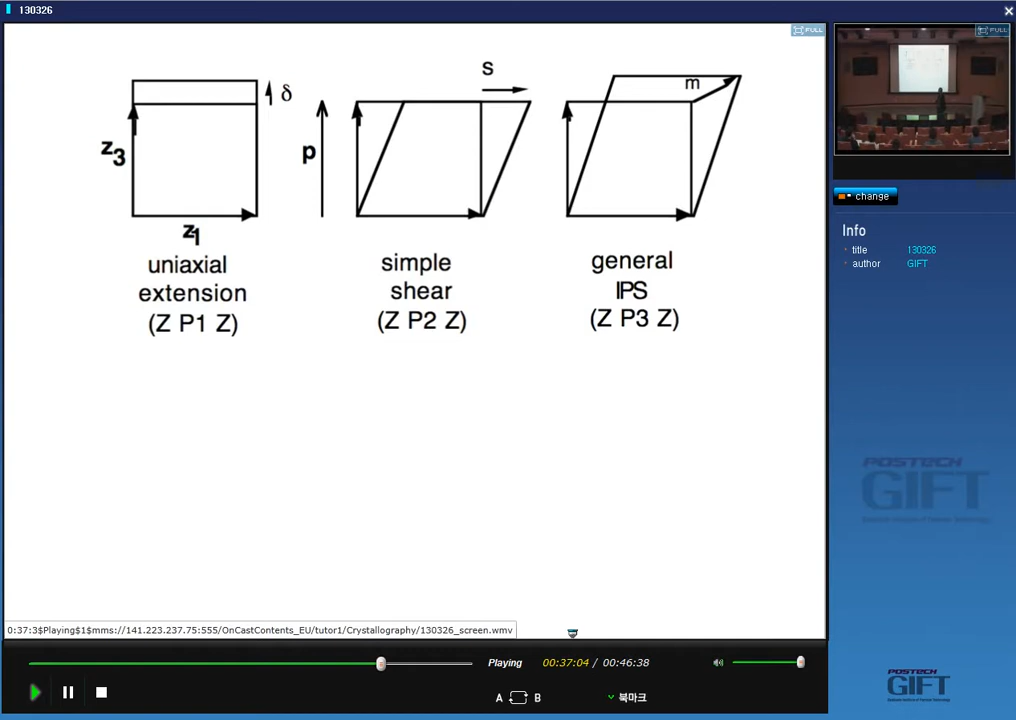 130326
FULL
FULL
s
m
δ
z3
p
z1
uniaxial
extension
(Z P1 Z)
simple
shear
(Z P2 Z)
general
IPS
(Z P3 Z)
change
Info
title 130326
author GIFT
POSTECH
GIFT
0:37:3$Playing$1$mms://141.223.237.75:555/OnCastContents_EU/tutor1/Crystallography/130326_screen.wmv
Playing 00:37:04 / 00:46:38
A B 북마크
POSTECH
GIFT